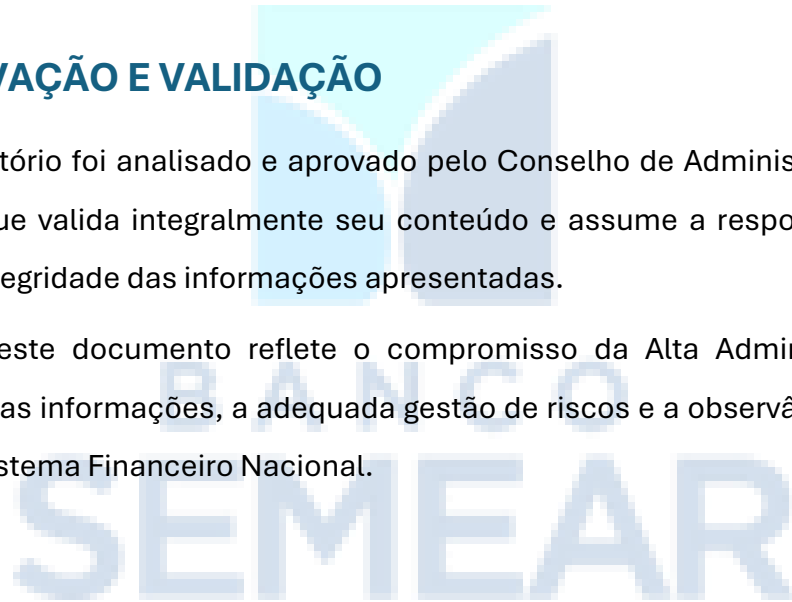 VAÇÃO E VALIDAÇÃO
tório foi analisado e aprovado pelo Conselho de Adminis
ue valida integralmente seu conteúdo e assume a respo
egridade das informações apresentadas.
este documento reflete o compromisso da Alta Admi
as informações, a adequada gestão de riscos e a observâ
istema Financeiro Nacional.
BANCO
SEMEAR